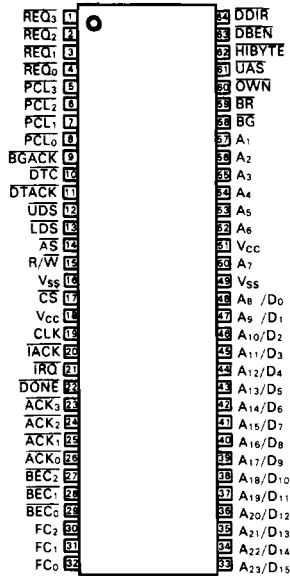 REQ3 1 64 DDIR
REQ2 2 63 DBEN
REQ1 3 62 HIBYTE
REQ0 4 61 UAS
PCL3 5 60 OWN
PCL2 6 59 BR
PCL1 7 58 BG
PCL0 8 57 A1
BGACK 9 56 A2
DTC 10 55 A3
DTACK 11 54 A4
UDS 12 53 A5
LDS 13 52 A6
AS 14 51 VCC
R/W 15 50 A7
VSS 16 49 VSS
CS 17 48 A8 /D0
VCC 18 47 A9 /D1
CLK 19 46 A10/D2
IACK 20 45 A11/D3
IRQ 21 44 A12/D4
DONE 22 43 A13/D5
ACK3 23 42 A14/D6
ACK2 24 41 A15/D7
ACK1 25 40 A16/D8
ACK0 26 39 A17/D9
BEC2 27 38 A18/D10
BEC1 28 37 A19/D11
BEC0 29 36 A20/D12
FC2 30 35 A21/D13
FC1 31 34 A22/D14
FC0 32 33 A23/D15